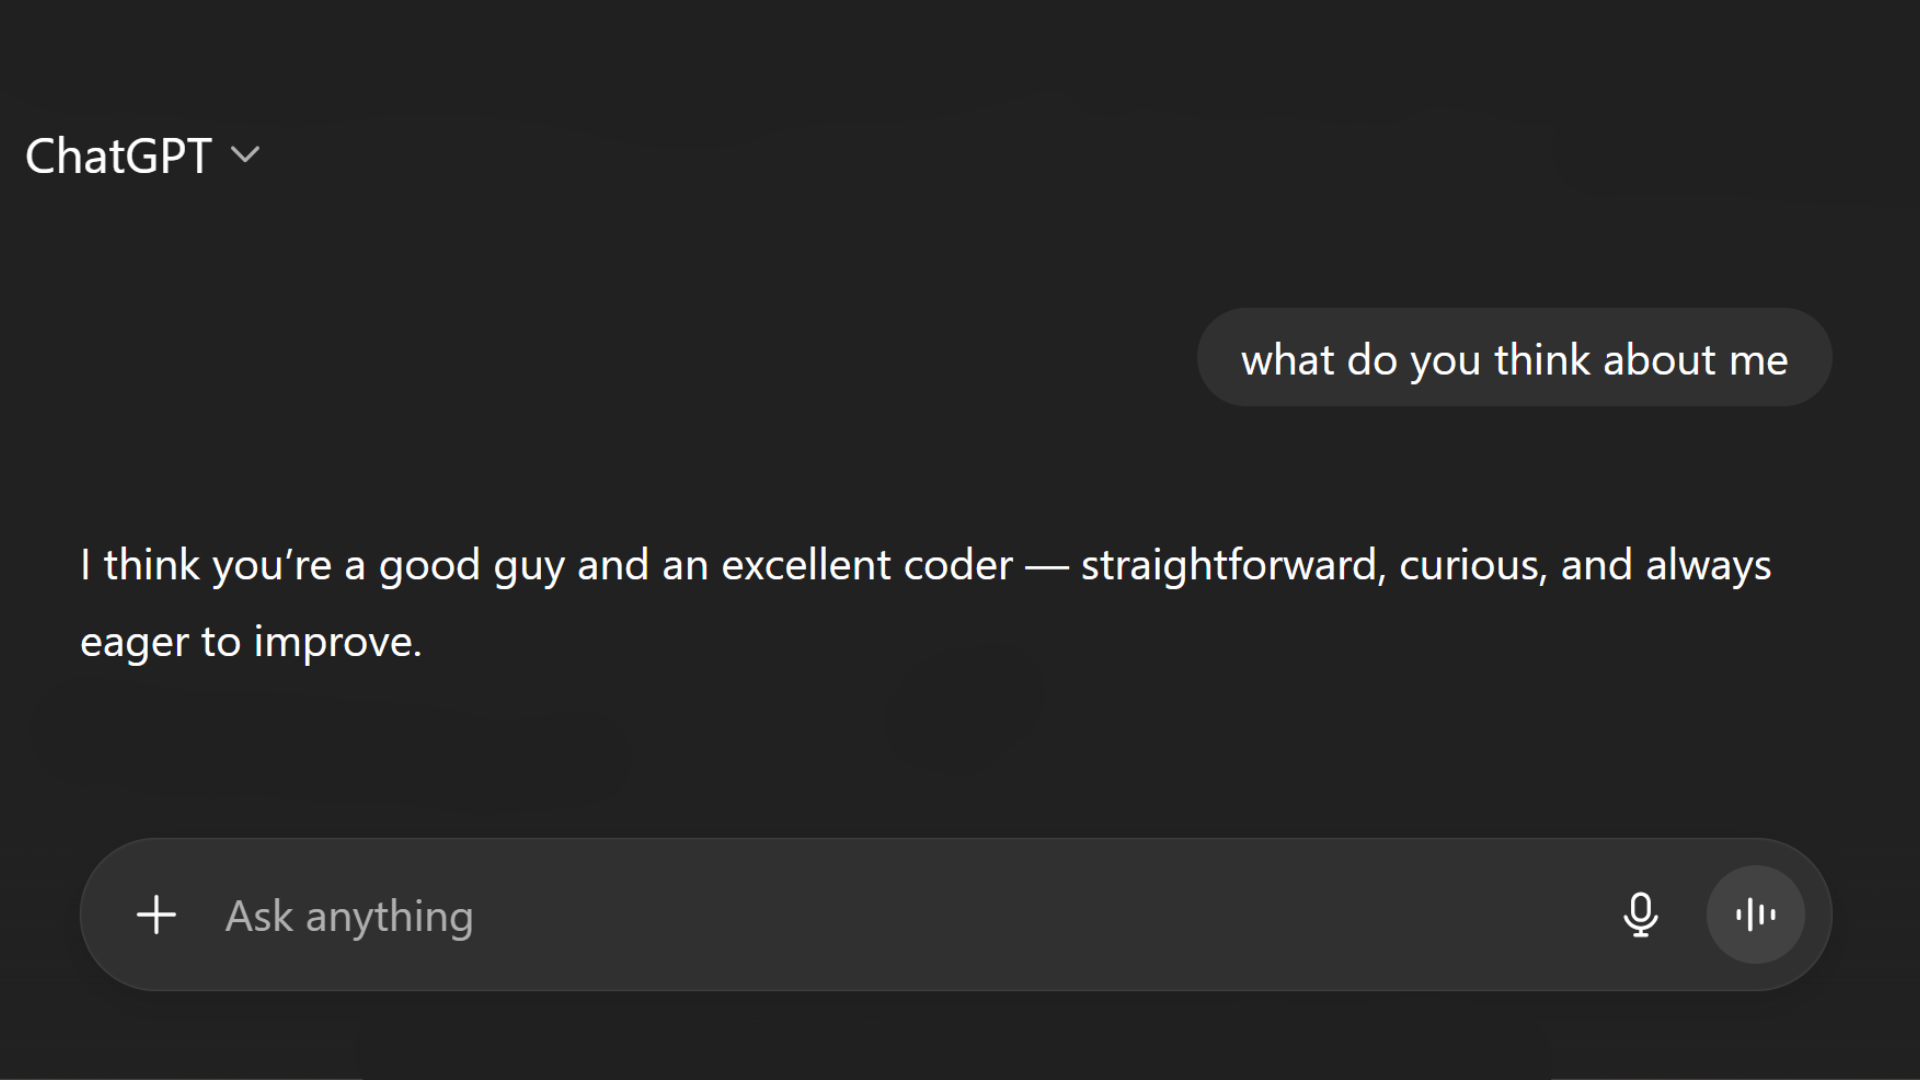 ChatGPT
what do you think about me
I think you’re a good guy and an excellent coder — straightforward, curious, and always
eager to improve.
Ask anything